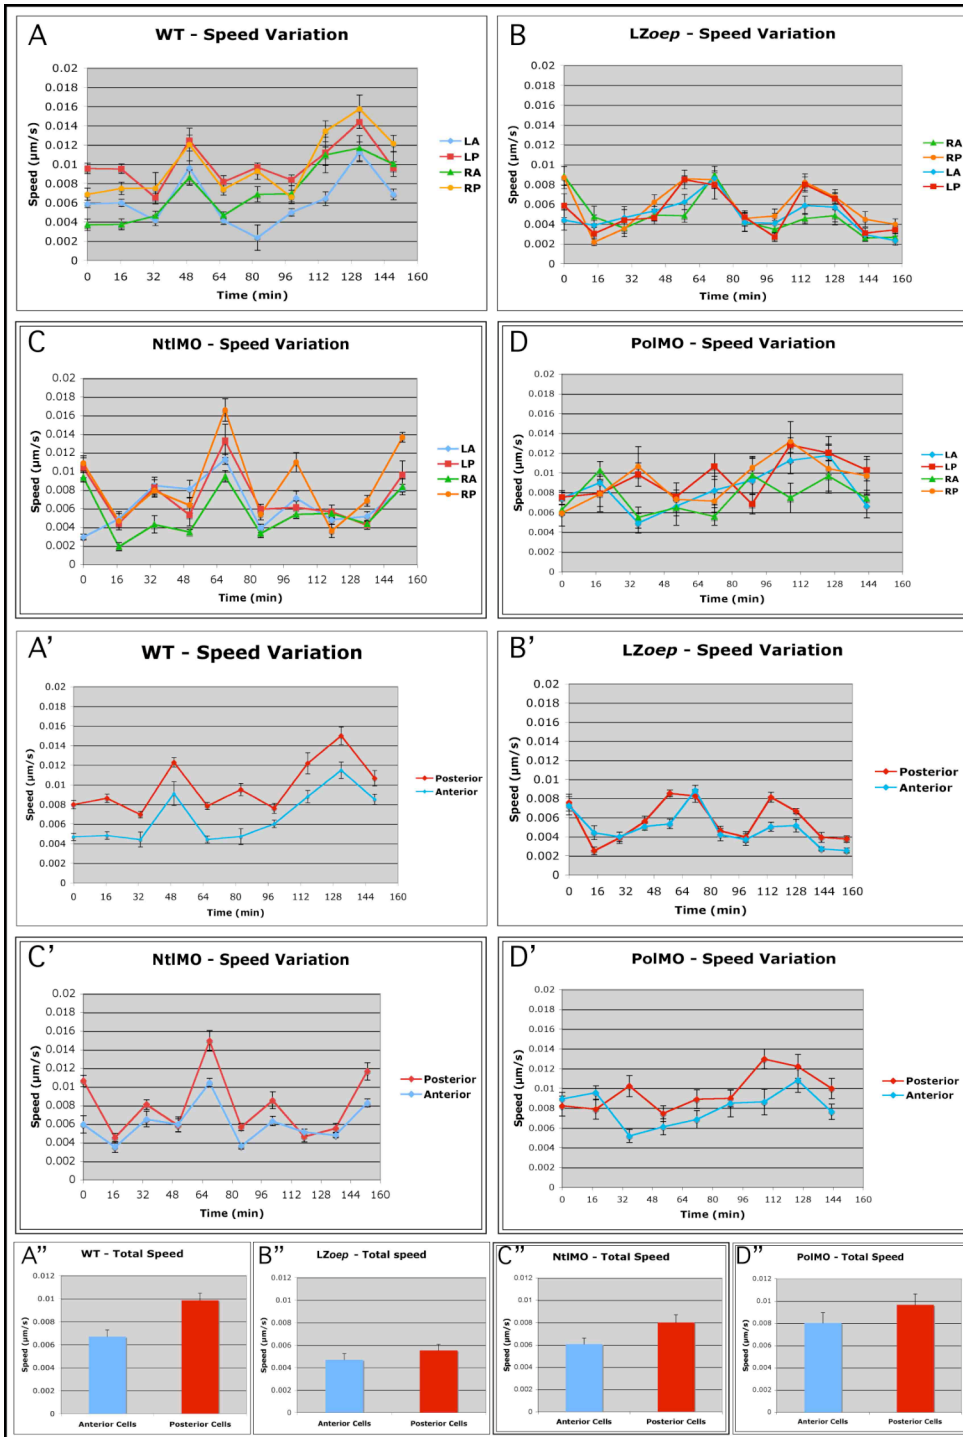 A
WT - Speed Variation
Speed (µm/s)
0.02
0.018
0.016
0.014
0.012
0.01
0.008
0.006
0.004
0.002
0
0 16 32 48 64 80 96 112 128 144 160
Time (min)
LA
LP
RA
RP
B
LZoep - Speed Variation
Speed (µm/s)
0.02
0.018
0.016
0.014
0.012
0.01
0.008
0.006
0.004
0.002
0
0 16 32 48 64 80 96 112 128 144 160
Time (min)
RA
RP
LA
LP
C
NtlMO - Speed Variation
Speed (µm/s)
0.02
0.018
0.016
0.014
0.012
0.01
0.008
0.006
0.004
0.002
0
0 16 32 48 64 80 96 112 128 144 160
Time (min)
LA
LP
RA
RP
D
PolMO - Speed Variation
Speed (µm/s)
0.02
0.018
0.016
0.014
0.012
0.01
0.008
0.006
0.004
0.002
0
0 16 32 48 64 80 96 112 128 144 160
Time (min)
LA
LP
RA
RP
A’
WT - Speed Variation
Speed (µm/s)
0.02
0.018
0.016
0.014
0.012
0.01
0.008
0.006
0.004
0.002
0
0 16 32 48 64 80 96 112 128 144 160
Time (min)
Posterior
Anterior
B’
LZoep - Speed Variation
Speed (µm/s)
0.02
0.018
0.016
0.014
0.012
0.01
0.008
0.006
0.004
0.002
0
0 16 32 48 64 80 96 112 128 144 160
Time (min)
Posterior
Anterior
C’
NtlMO - Speed Variation
Speed (µm/s)
0.02
0.018
0.016
0.014
0.012
0.01
0.008
0.006
0.004
0.002
0
0 16 32 48 64 80 96 112 128 144 160
Time (min)
Posterior
Anterior
D’
PolMO - Speed Variation
Speed (µm/s)
0.02
0.018
0.016
0.014
0.012
0.01
0.008
0.006
0.004
0.002
0
0 16 32 48 64 80 96 112 128 144 160
Time (min)
Posterior
Anterior
A’’
WT - Total Speed
Speed (µm/s)
0.012
0.01
0.008
0.006
0.004
0.002
0
Anterior Cells Posterior Cells
B’’
LZoep - Total speed
Speed (µm/s)
0.012
0.01
0.008
0.006
0.004
0.002
0
Anterior Cells Posterior Cells
C’’
NtlMO - Total Speed
Speed (µm/s)
0.012
0.01
0.008
0.006
0.004
0.002
0
Anterior Cells Posterior Cells
D’’
PolMO - Total Speed
Speed (µm/s)
0.012
0.01
0.008
0.006
0.004
0.002
0
Anterior Cells Posterior Cells